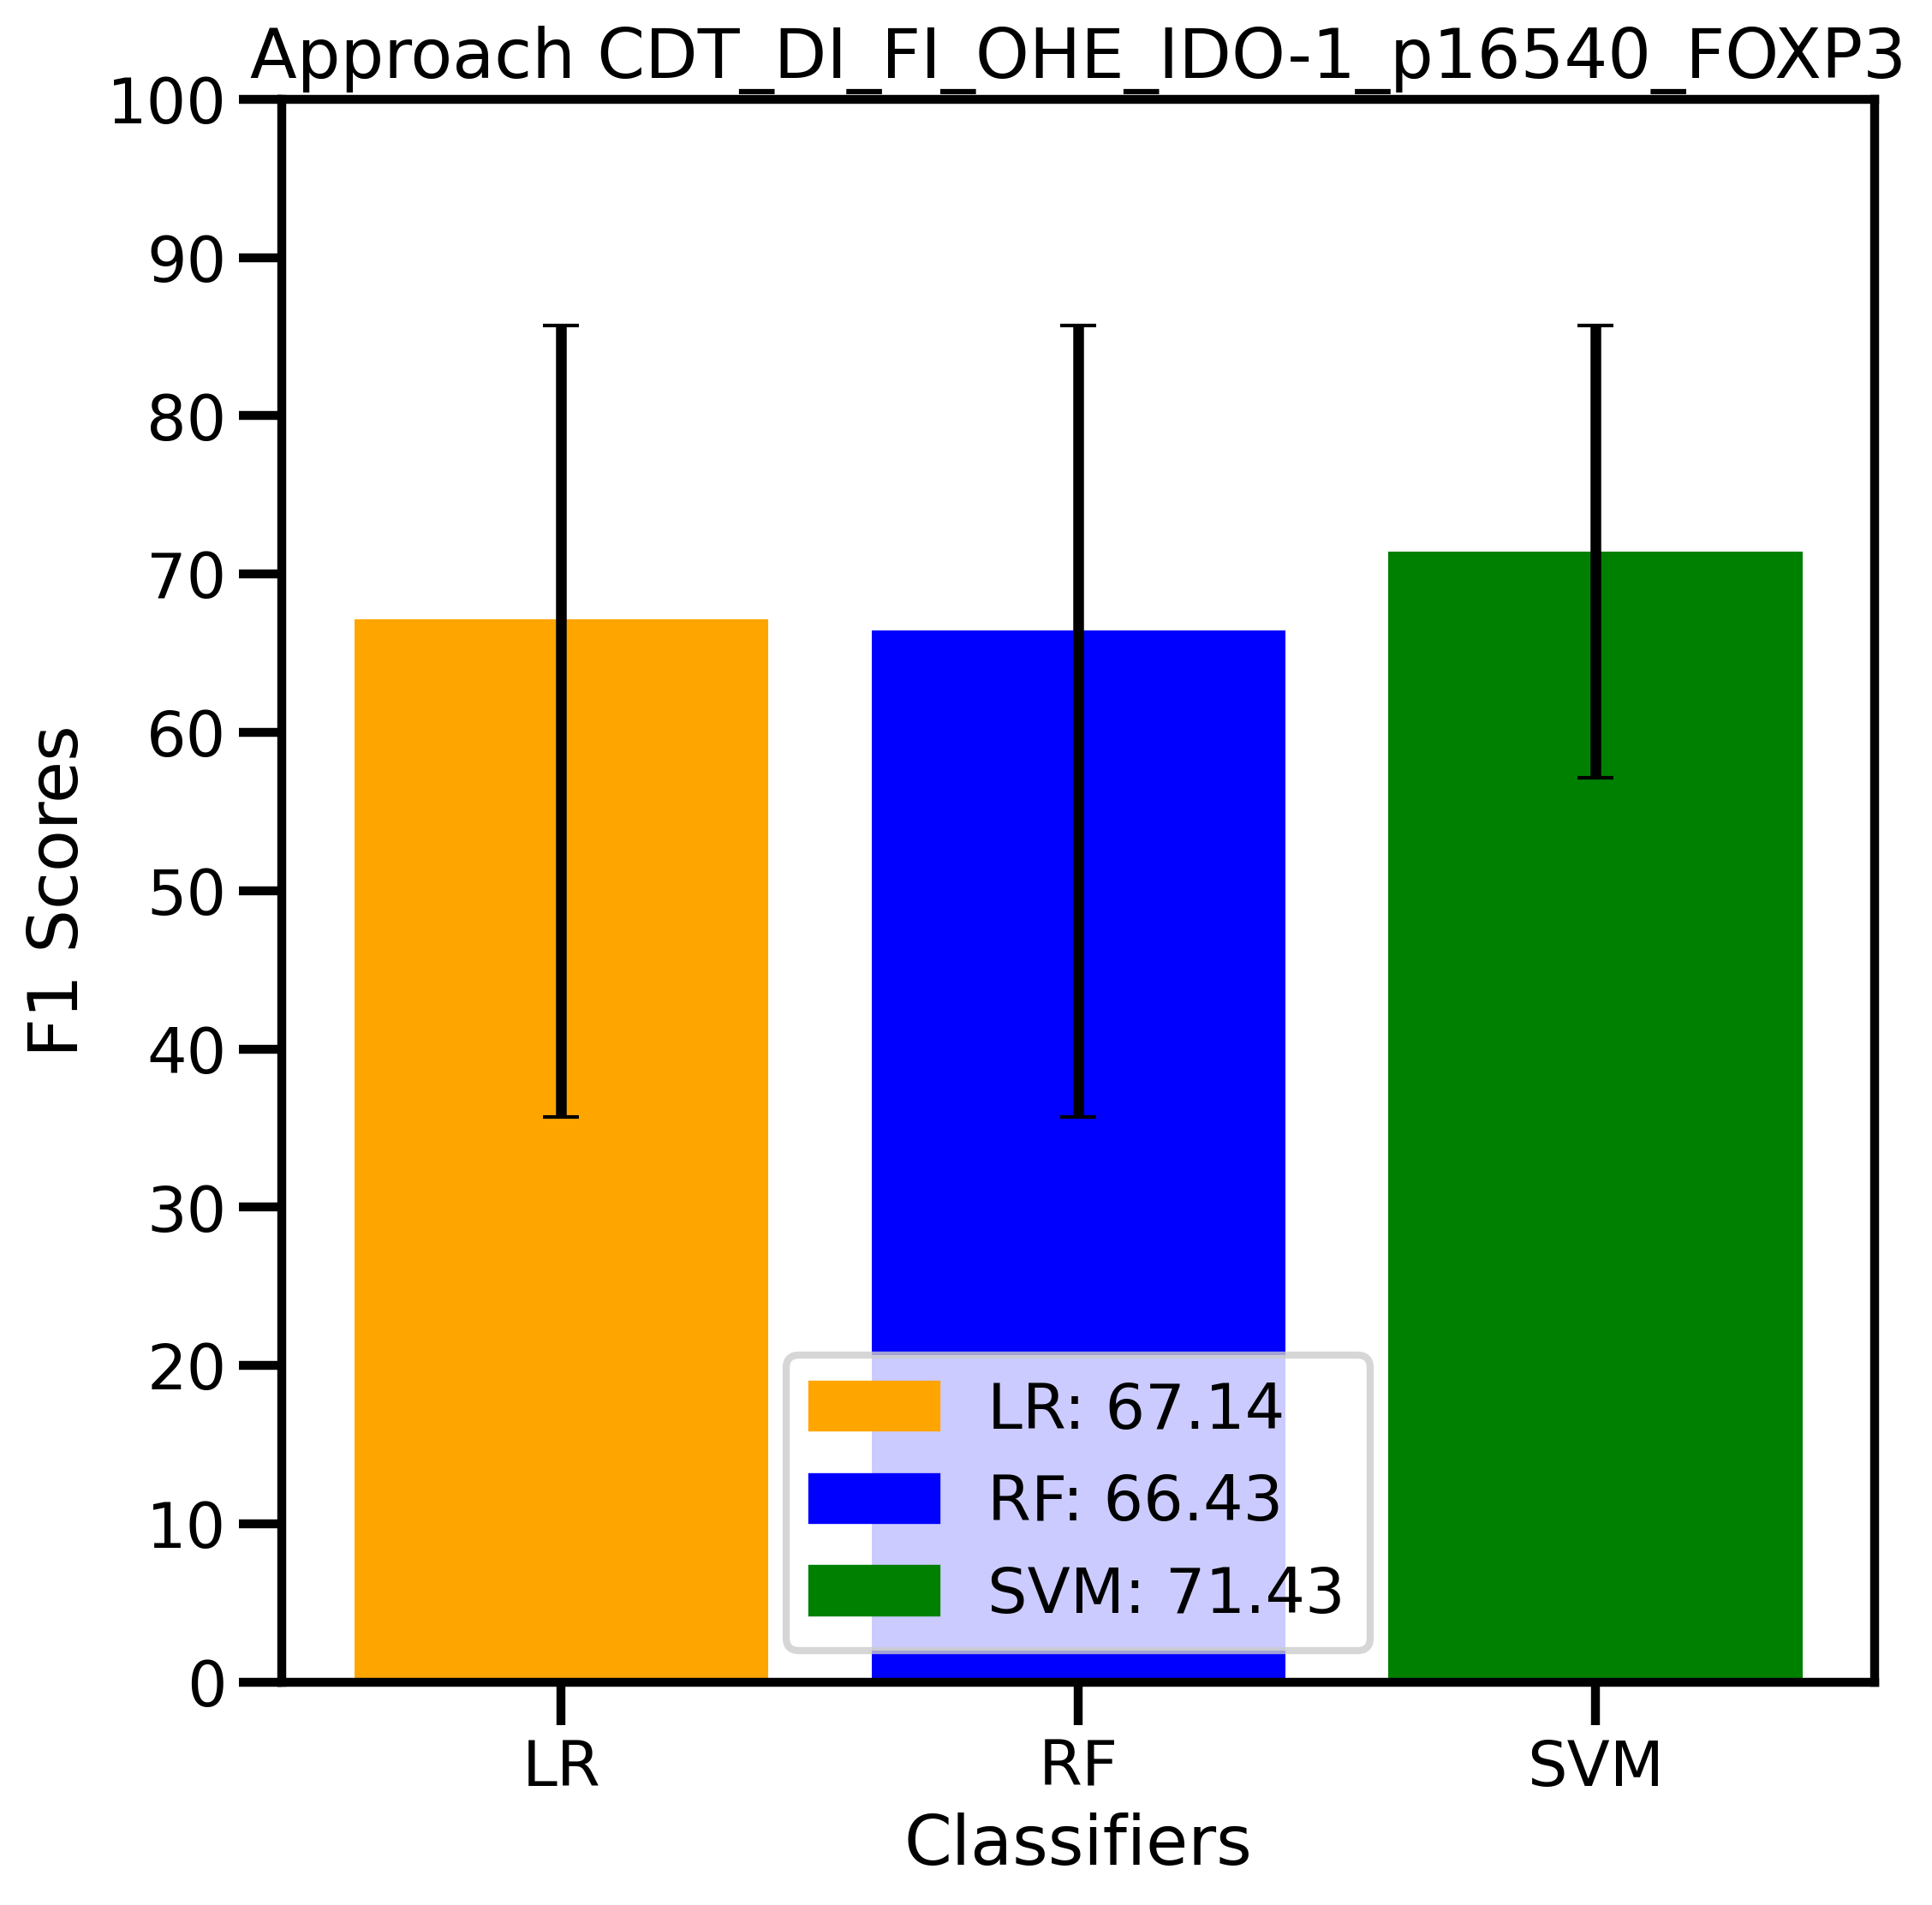 Approach CDT_DI_FI_OHE_IDO-1_p16540_FOXP3
100
90
80
70
60
50
40
30
20
10
0
F1 Scores
LR: 67.14
RF: 66.43
SVM: 71.43
LR RF SVM
Classifiers